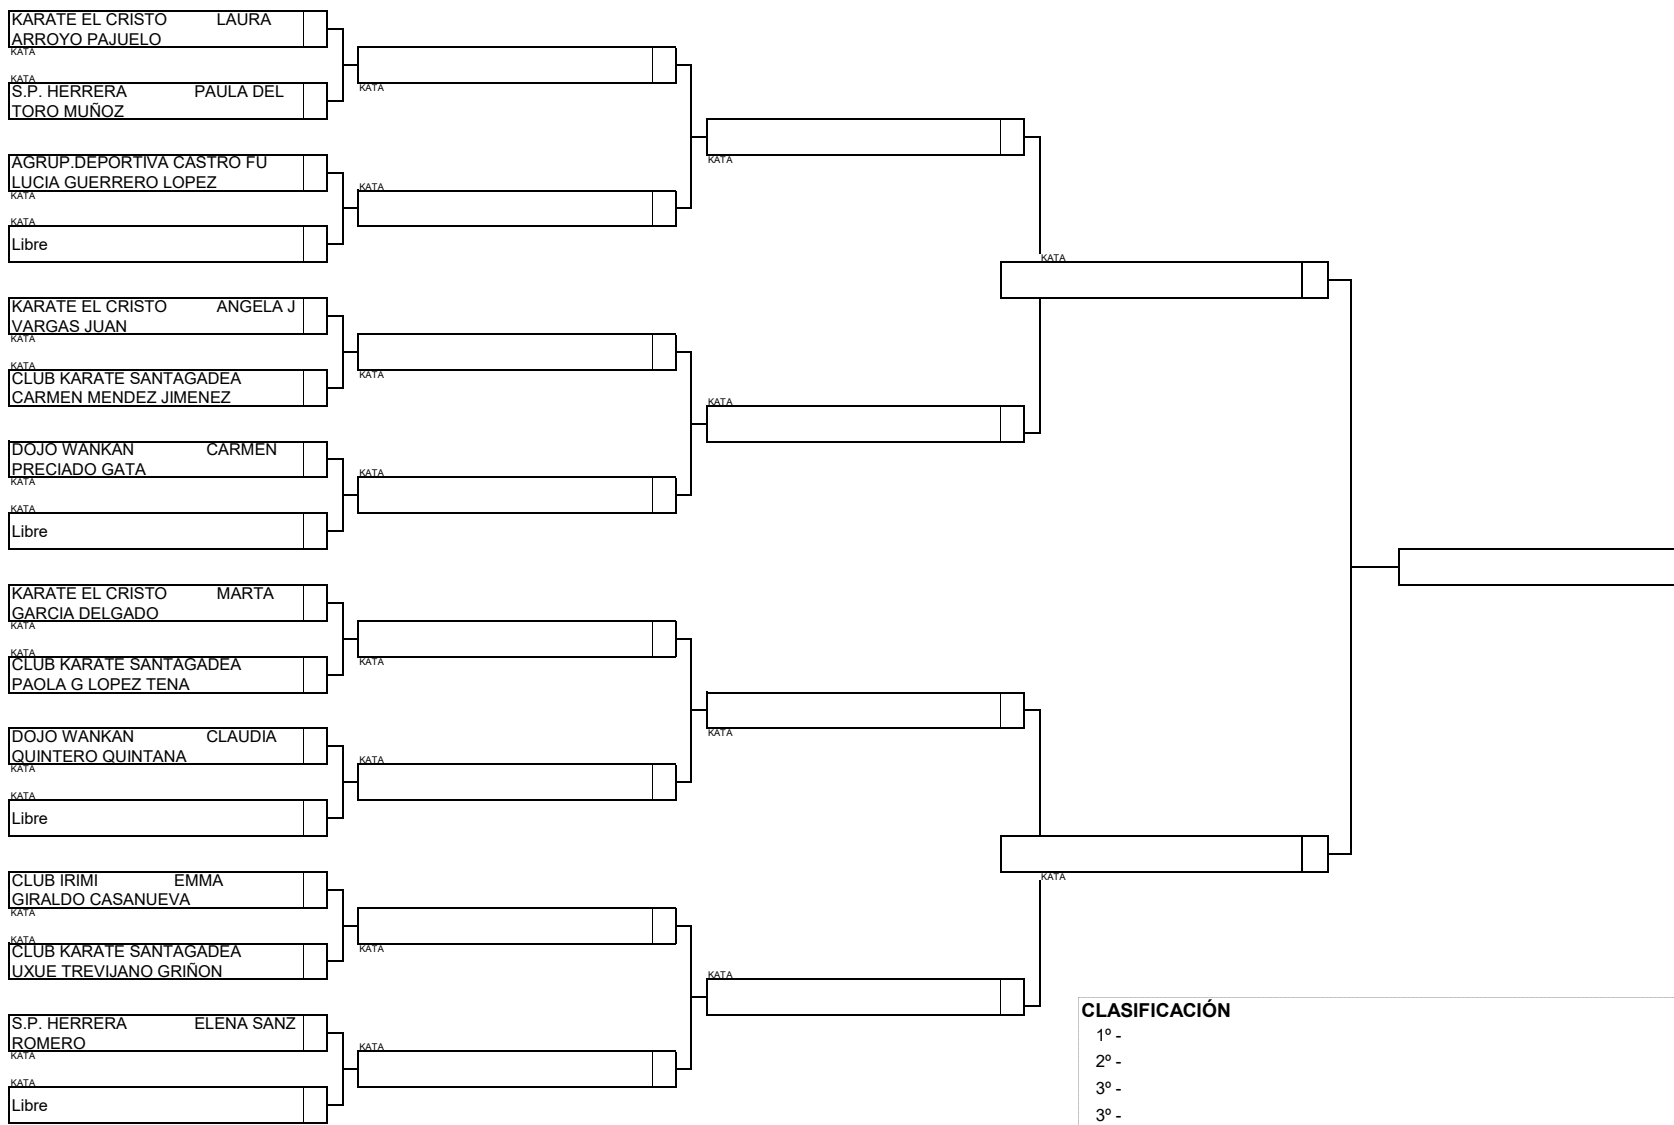 KARATE EL CRISTO LAURA
ARROYO PAJUELO
KATA
KATA
S.P. HERRERA PAULA DEL
TORO MUÑOZ
AGRUP.DEPORTIVA CASTRO FU
LUCIA GUERRERO LOPEZ
KATA
KATA
Libre
KARATE EL CRISTO ANGELA J
VARGAS JUAN
KATA
KATA
CLUB KARATE SANTAGADEA
CARMEN MENDEZ JIMENEZ
DOJO WANKAN CARMEN
PRECIADO GATA
KATA
KATA
Libre
KARATE EL CRISTO MARTA
GARCIA DELGADO
KATA
KATA
CLUB KARATE SANTAGADEA
PAOLA G LOPEZ TENA
DOJO WANKAN CLAUDIA
QUINTERO QUINTANA
KATA
KATA
Libre
CLUB IRIMI EMMA
GIRALDO CASANUEVA
KATA
KATA
CLUB KARATE SANTAGADEA
UXUE TREVIJANO GRIÑON
S.P. HERRERA ELENA SANZ
ROMERO
KATA
KATA
Libre
KATA
KATA
KATA
KATA
KATA
KATA
KATA
KATA
KATA
KATA
KATA
KATA
KATA
KATA
CLASIFICACIÓN
1º -
2º -
3º -
3º -